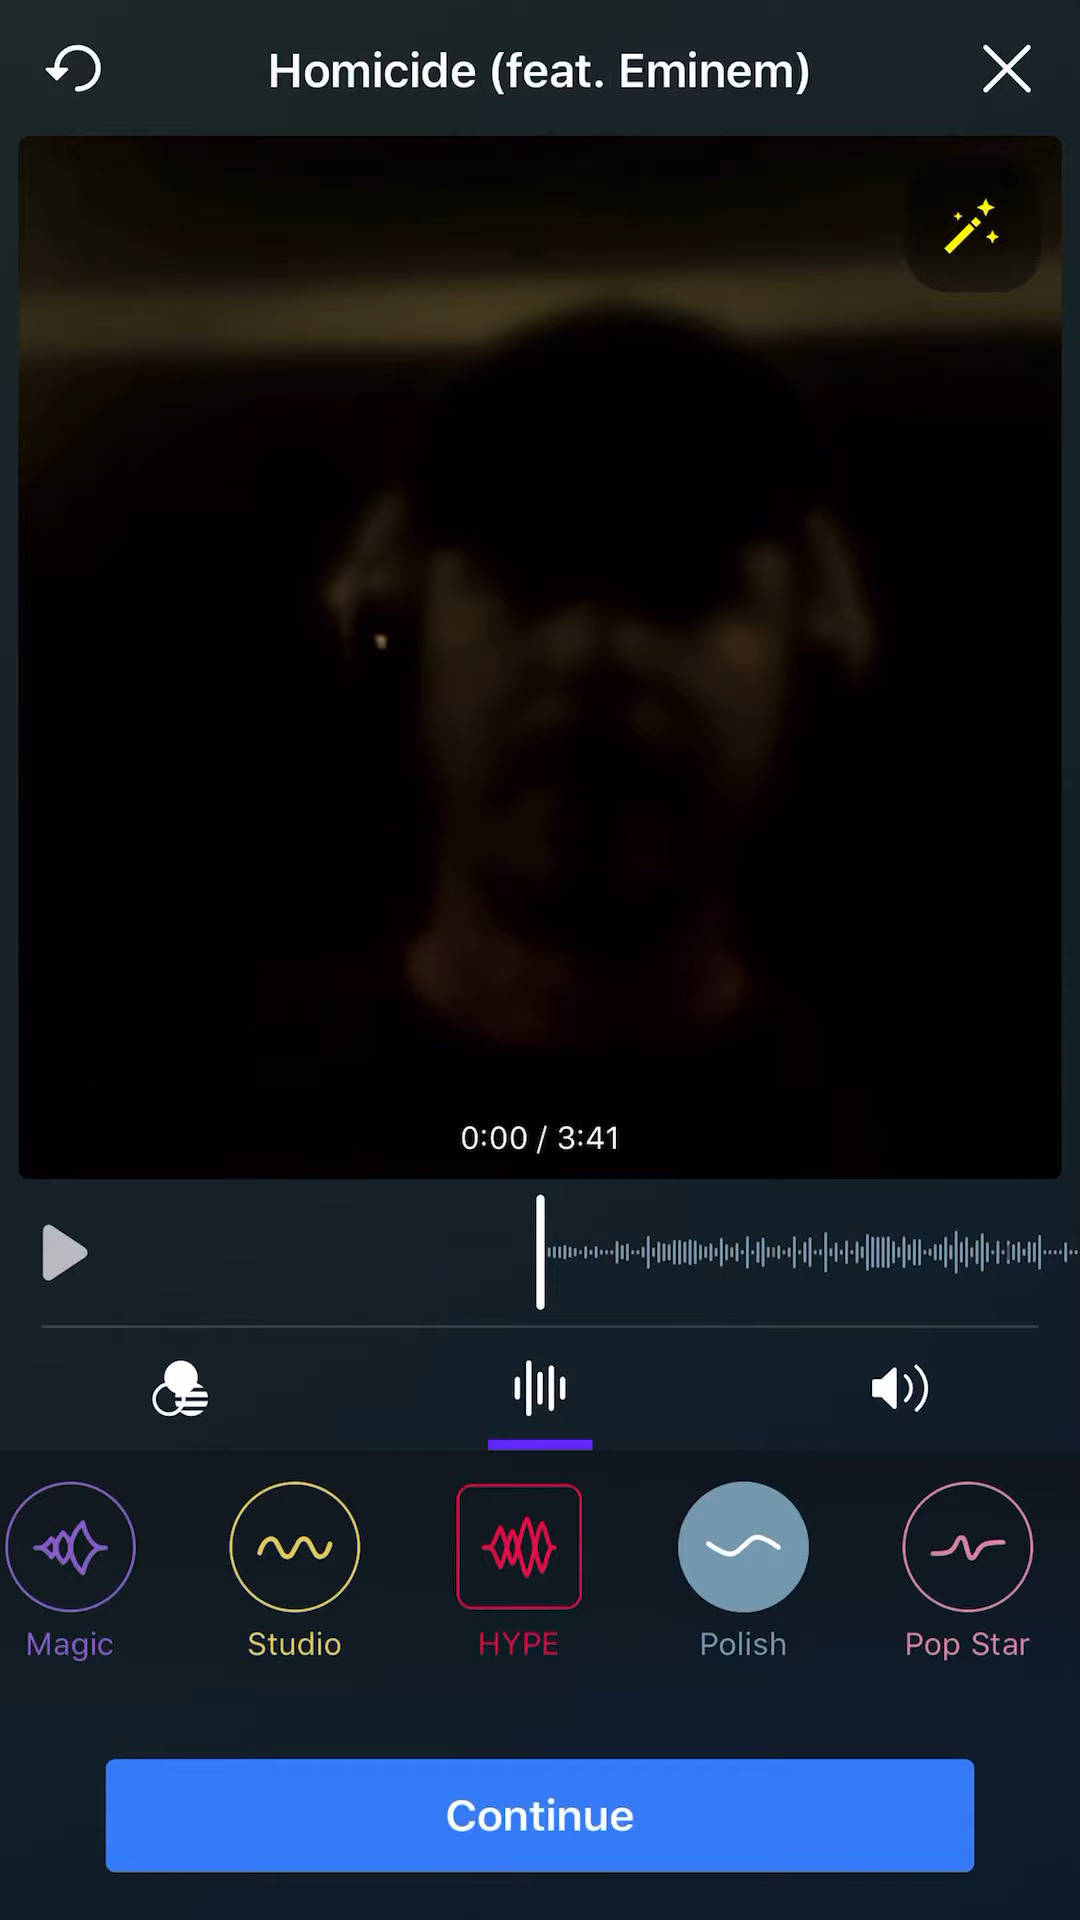 Homicide (feat. Eminem)
0:00 / 3:41
Magic
Studio
HYPE
Polish
Pop Star
Continue